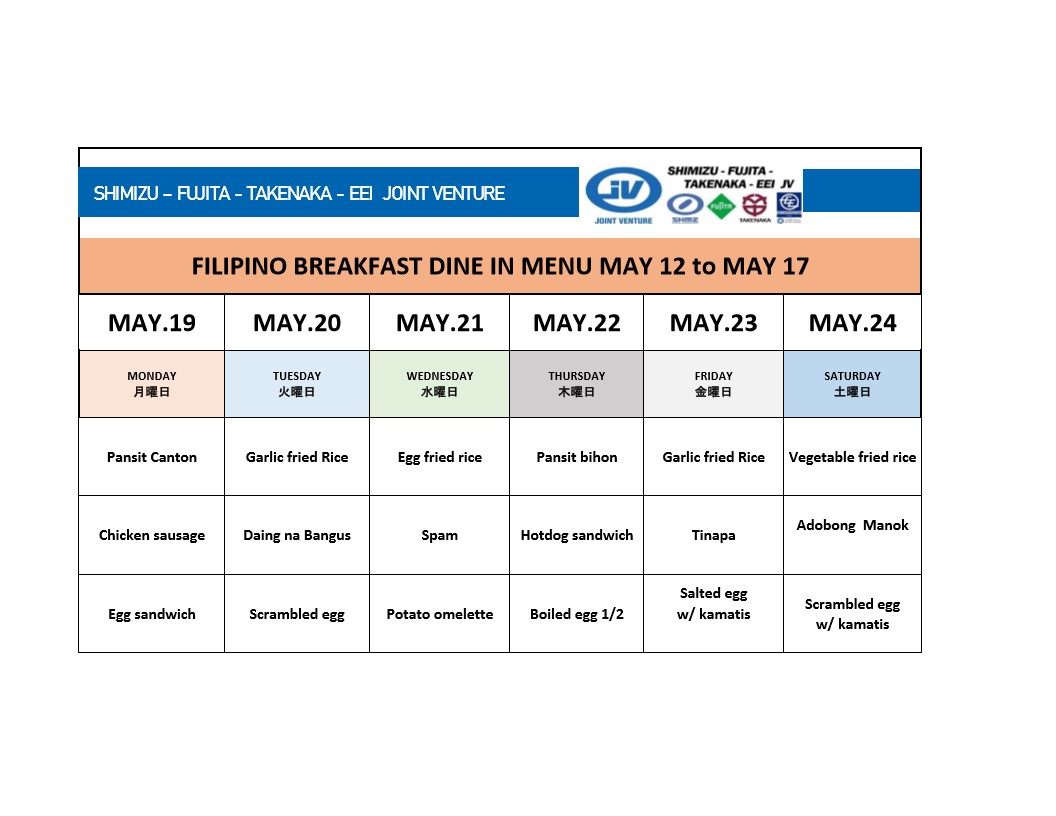 SHIMIZU – FUJITA - TAKENAKA - EEI  JOINT VENTURE
JV
JOINT VENTURE
SHIMIZU - FUJITA -
TAKENAKA - EEI JV
SHIMZ
FUJITA
TAKENAKA
FILIPINO BREAKFAST DINE IN MENU MAY 12 to MAY 17
MAY.19 MAY.20 MAY.21 MAY.22 MAY.23 MAY.24
MONDAY TUESDAY WEDNESDAY THURSDAY FRIDAY SATURDAY
月曜日 火曜日 水曜日 木曜日 金曜日 土曜日
Pansit Canton Garlic fried Rice Egg fried rice Pansit bihon Garlic fried Rice Vegetable fried rice
Chicken sausage Daing na Bangus Spam Hotdog sandwich Tinapa Adobong  Manok
Egg sandwich Scrambled egg Potato omelette Boiled egg 1/2 Salted egg Scrambled egg
w/ kamatis w/ kamatis